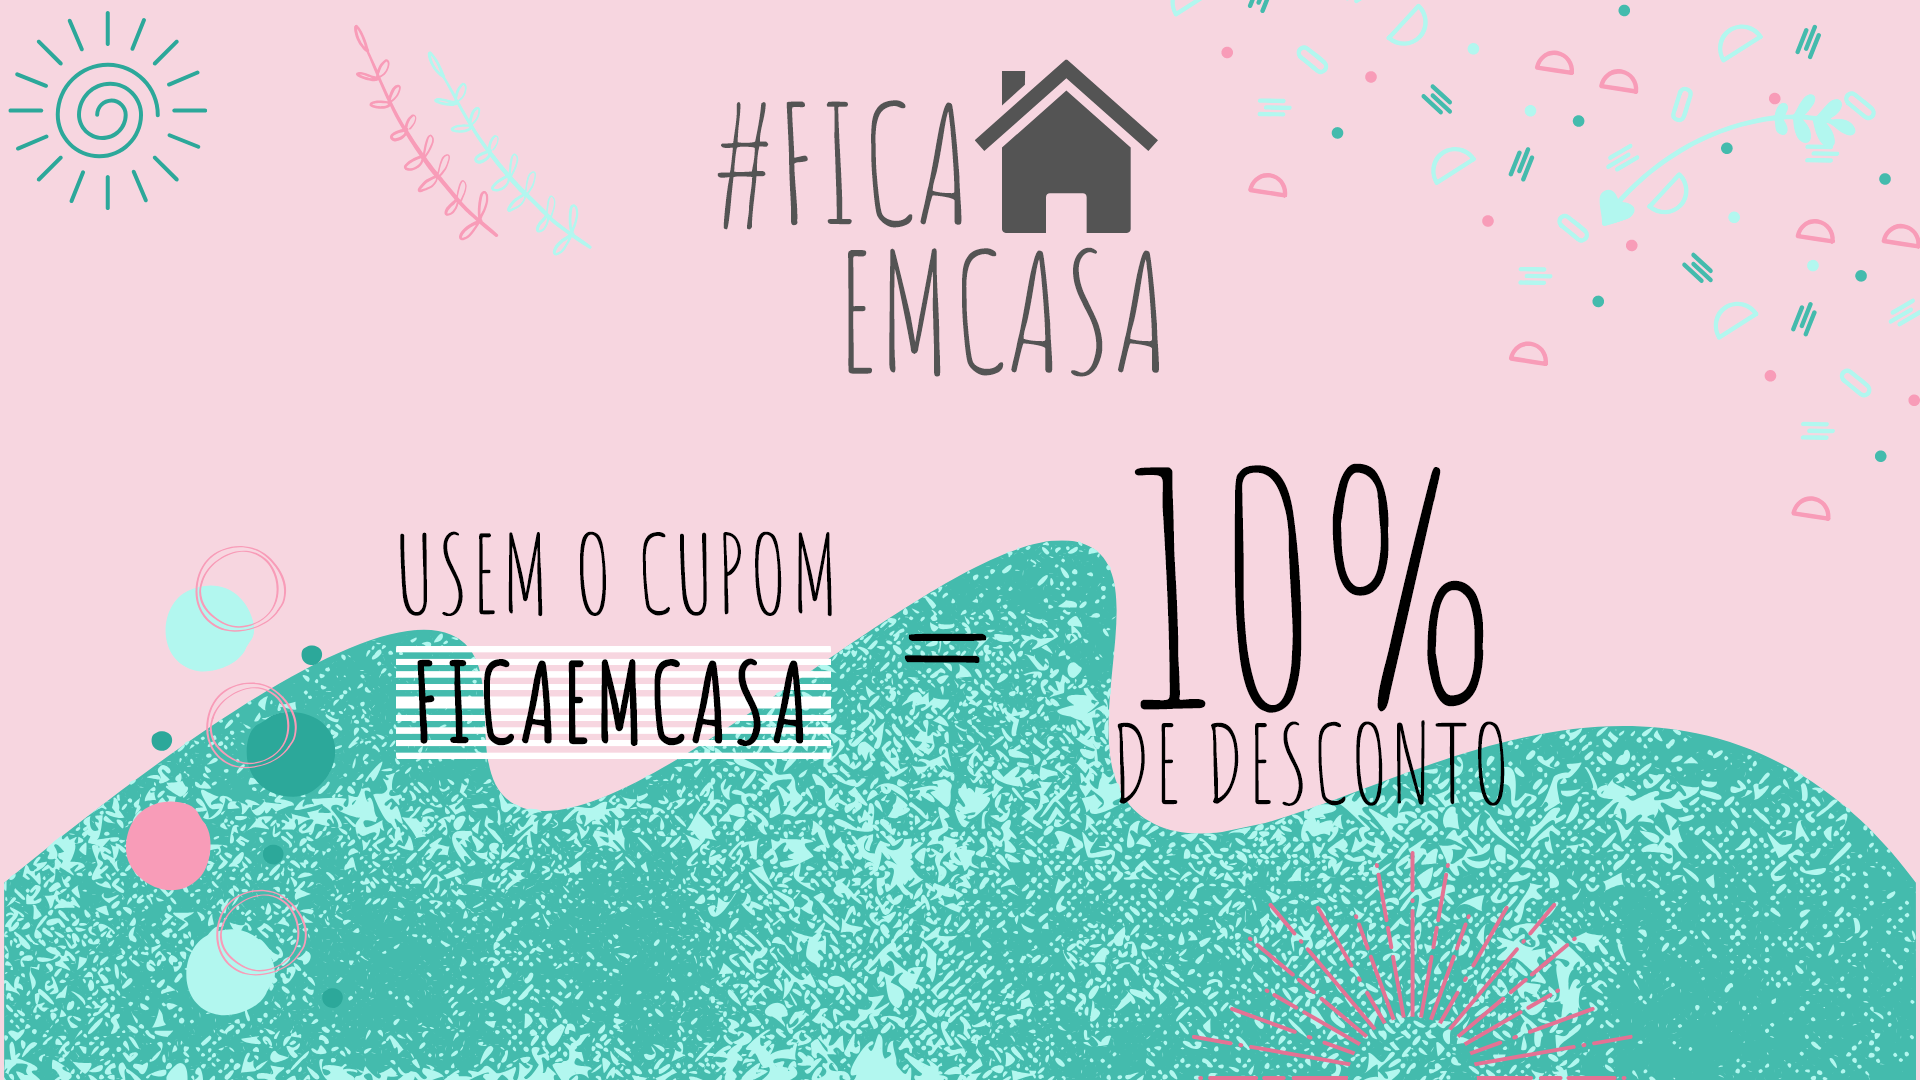 #FICA
EMCASA
USEM O CUPOM
FICAEMCASA
=
10%
DE DESCONTO